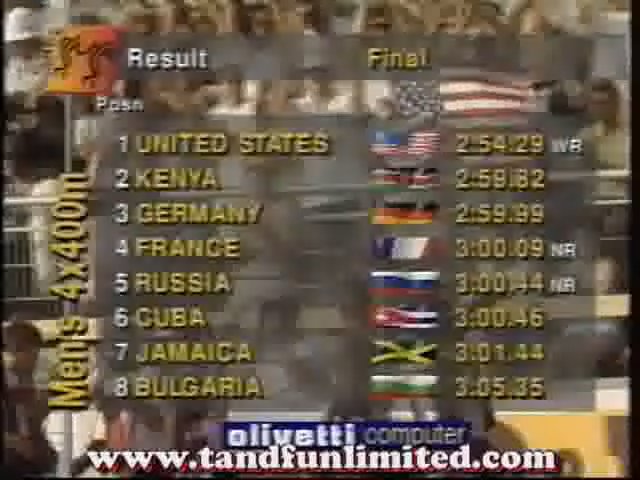 Result Final
Posn
Men's 4x400m
1 UNITED STATES 2:54.29 WR
2 KENYA 2:59.82
3 GERMANY 2:59.99
4 FRANCE 3:00.09 NR
5 RUSSIA 3:00.44 NR
6 CUBA 3:00.46
7 JAMAICA 3:01.44
8 BULGARIA 3:05.35
olivetti computer
www.tandfunlimited.com